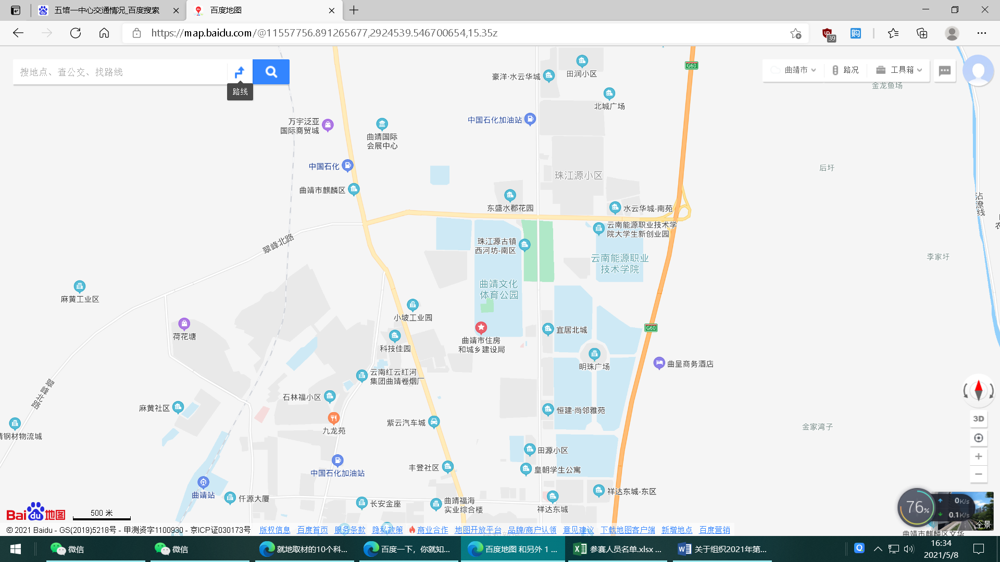 五馆一中心交通情况_百度搜索
百度地图
https://map.baidu.com/@11557756.891265677,2924539.546700654,15.35z
39
购
搜地点、查公交、找路线
路线
曲靖市
路况
工具箱
金龙鱼场
G60
豪洋·水云华城
田润小区
北城广场
中国石化加油站
万宇泛亚
国际商贸城
曲靖国际
会展中心
中国石化
曲靖市麒麟区
珠江源小区
后圩
沾潦线
东盛水郡花园
水云华城-南苑
云南能源职业技术学
院大学生新创业园
翠峰北路
珠江源古镇
西河坊-南区
云南能源职业
技术学院
李家圩
曲靖文化
体育公园
麻黄工业区
小坡工业园
荷花塘
宜居北城
G60
科技佳园
曲靖市住房
和城乡建设局
明珠广场
曲呈商务酒店
云南红云红河
集团曲靖卷烟厂
翠峰北路
石林福小区
麻黄社区
恒建·尚邻雅苑
紫云汽车城
九龙苑
金家湾子
3D
靖钢材物流城
田源小区
丰登社区
皇朝学生公寓
中国石化加油站
曲靖站
仟源大厦
长安金座
曲靖福海
实业综合楼
祥达东城
祥达东城-东区
76%
0K/s
0.1K/s
全景
曲靖市麒麟区文华
Bai du 地图
500 米
© 2021 Baidu - GS(2019)5218号 - 甲测资字1100930 - 京ICP证030173号
版权信息 百度首页 服务条款 隐私政策 商业合作 地图开放平台 品牌/商户认领 意见建议 下载地图客户端 新增地点 百度营销
微信
微信
就地取材的10个科...
百度一下，你就知...
百度地图 和另外 1 ...
参赛人员名单.xlsx ...
关于组织2021年第...
16:34
2021/5/8